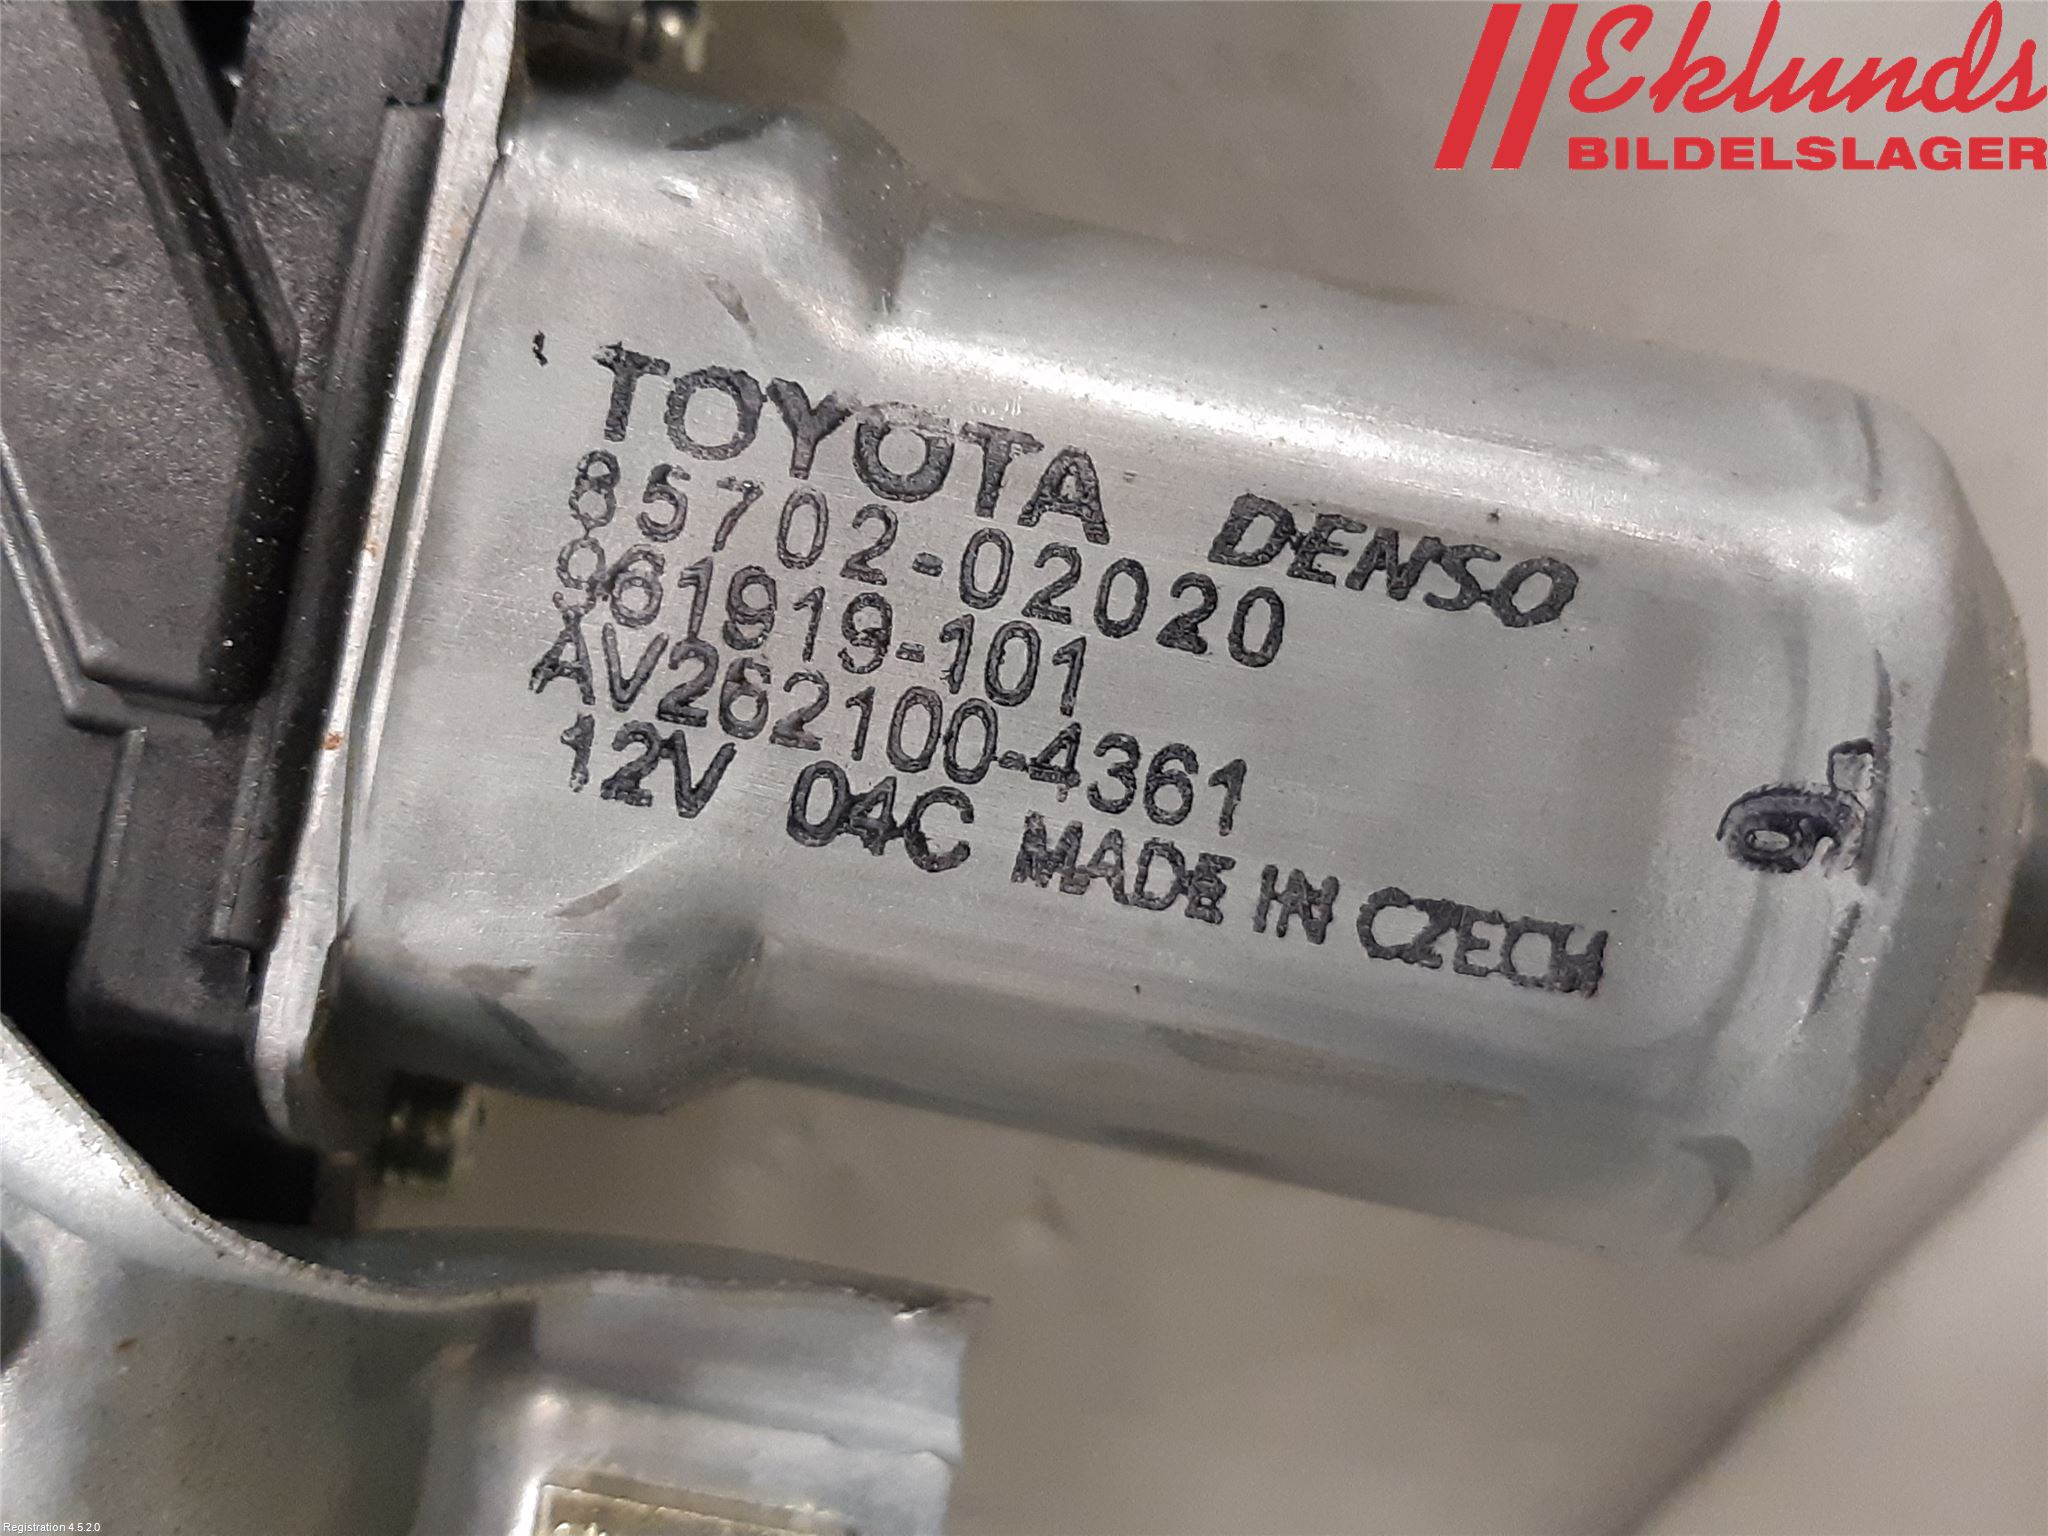 Eklunds
BILDELSLAGER
TOYOTA DENSO
85702-02020
961919-101
AV262100-4361
12V 04C MADE IN CZECH
Registration 4.5.2.0